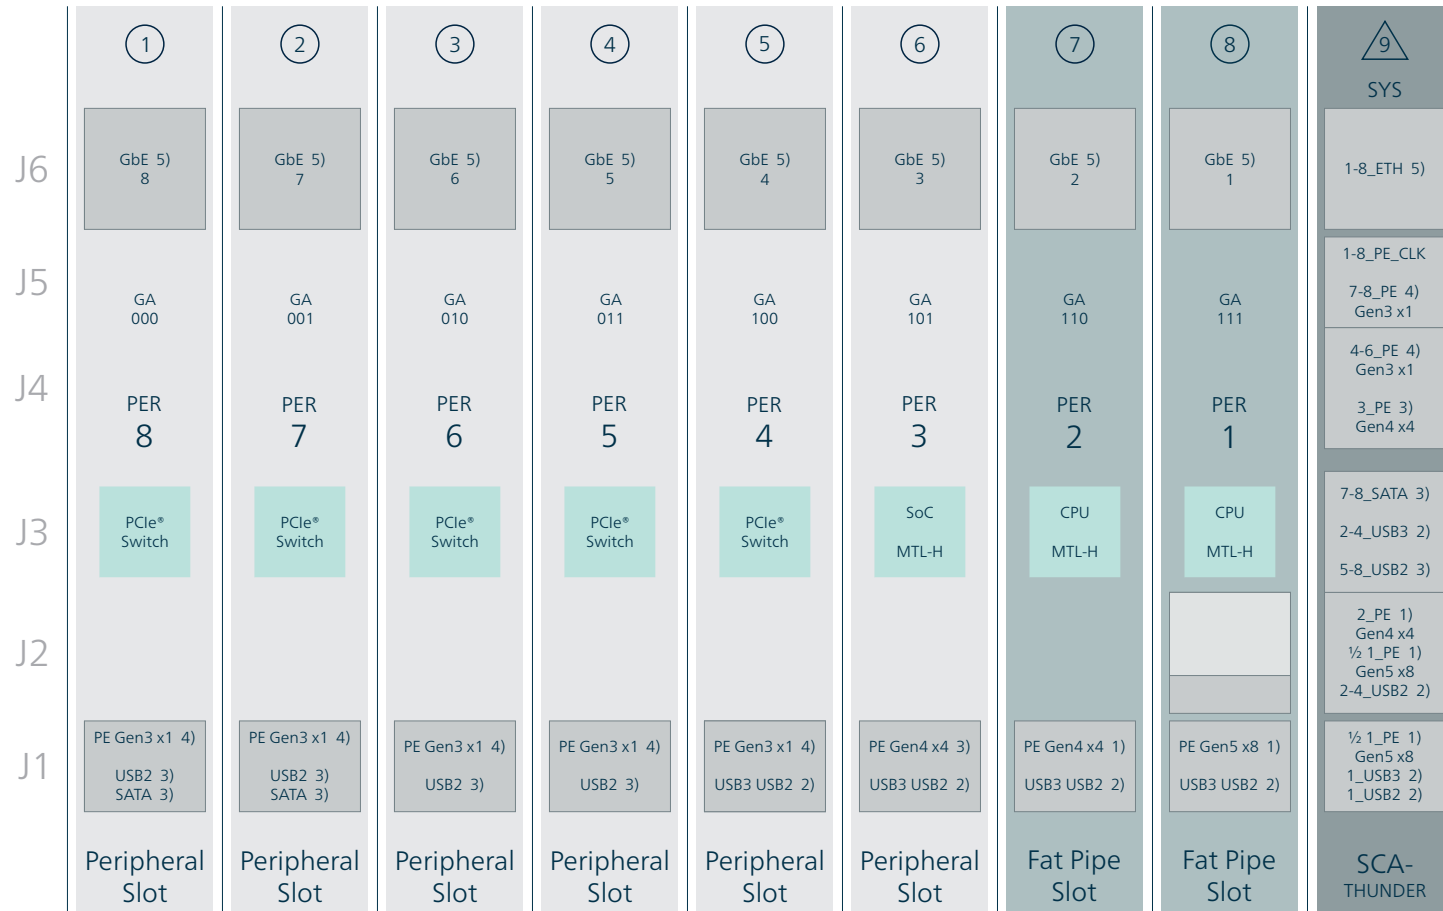 1 2 3 4 5 6 7 8 9
SYS
J6
GbE 5) GbE 5) GbE 5) GbE 5) GbE 5) GbE 5) GbE 5) GbE 5)
8 7 6 5 4 3 2 1
1-8_ETH 5)
J5
GA GA GA GA GA GA GA GA
000 001 010 011 100 101 110 111
1-8_PE_CLK
7-8_PE 4)
Gen3 x1
J4
PER PER PER PER PER PER PER PER
8 7 6 5 4 3 2 1
4-6_PE 4)
Gen3 x1
3_PE 3)
Gen4 x4
J3
PCIe®
Switch
PCIe®
Switch
PCIe®
Switch
PCIe®
Switch
PCIe®
Switch
SoC
MTL-H
CPU
MTL-H
CPU
MTL-H
7-8_SATA 3)
2-4_USB3 2)
5-8_USB2 3)
J2
2_PE 1)
Gen4 x4
½ 1_PE 1)
Gen5 x8
2-4_USB2 2)
J1
PE Gen3 x1 4)
USB2 3)
SATA 3)
PE Gen3 x1 4)
USB2 3)
SATA 3)
PE Gen3 x1 4)
USB2 3)
PE Gen3 x1 4)
USB2 3)
PE Gen3 x1 4)
USB3 USB2 2)
PE Gen4 x4 3)
USB3 USB2 2)
PE Gen4 x4 1)
USB3 USB2 2)
PE Gen5 x8 1)
USB3 USB2 2)
½ 1_PE 1)
Gen5 x8
1_USB3 2)
1_USB2 2)
Peripheral
Slot
Peripheral
Slot
Peripheral
Slot
Peripheral
Slot
Peripheral
Slot
Peripheral
Slot
Fat Pipe
Slot
Fat Pipe
Slot
SCA-
THUNDER